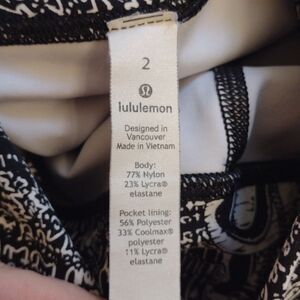 2
lululemon
Designed in
Vancouver
Made in Vietnam
Body:
77% Nylon
23% Lycra®
elastane
Pocket lining:
56% Polyester
33% Coolmax®
polyester
11% Lycra®
elastane